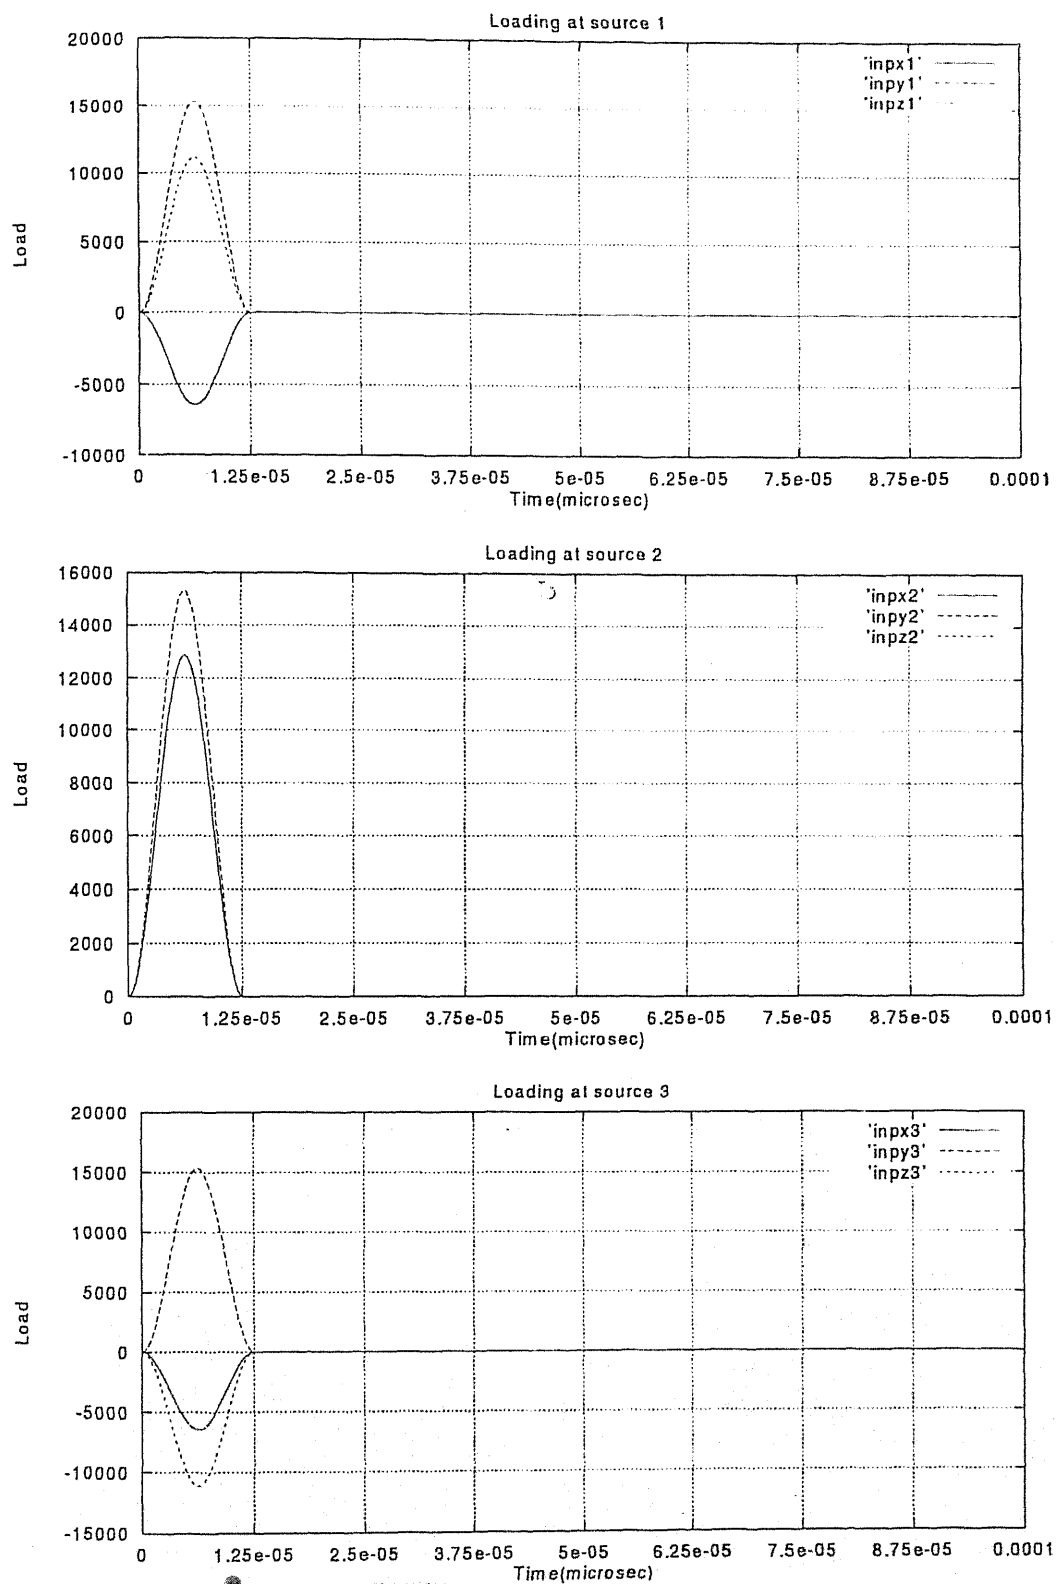 Loading at source 1
20000
15000
10000
5000
0
-5000
-10000
Load
'inpx1'
'inpy1'
'inpz1'
0 1.25e-05 2.5e-05 3.75e-05 5e-05 6.25e-05 7.5e-05 8.75e-05 0.0001
Time(microsec)
Loading at source 2
16000
14000
12000
10000
8000
6000
4000
2000
0
Load
'inpx2'
'inpy2'
'inpz2'
0 1.25e-05 2.5e-05 3.75e-05 5e-05 6.25e-05 7.5e-05 8.75e-05 0.0001
Time(microsec)
Loading at source 3
20000
15000
10000
5000
0
-5000
-10000
-15000
Load
'inpx3'
'inpy3'
'inpz3'
0 1.25e-05 2.5e-05 3.75e-05 5e-05 6.25e-05 7.5e-05 8.75e-05 0.0001
Time(microsec)